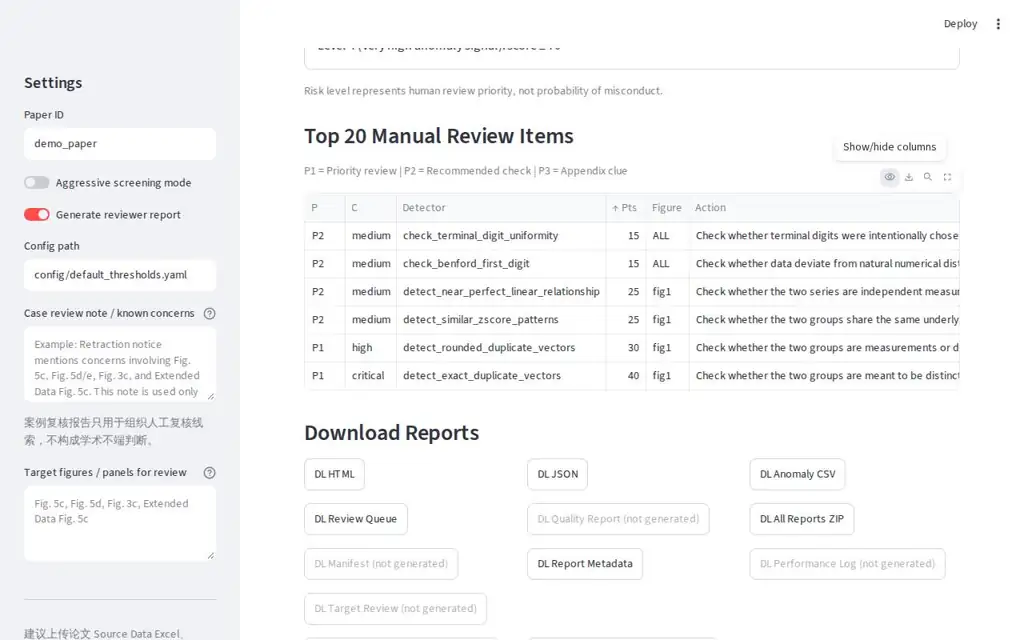 Deploy
Settings
Paper ID
demo_paper
Aggressive screening mode
Generate reviewer report
Config path
config/default_thresholds.yaml
Case review note / known concerns
Example: Retraction notice
mentions concerns involving Fig.
5c, Fig. 5d/e, Fig. 3c, and Extended
Data Fig. 5c. This note is used only
案例复核报告只用于组织人工复核线
索，不构成学术不端判断。
Target figures / panels for review
Fig. 5c, Fig. 5d, Fig. 3c, Extended
Data Fig. 5c
建议上传论文 Source Data Excel、
Risk level represents human review priority, not probability of misconduct.
Top 20 Manual Review Items
Show/hide columns
P1 = Priority review | P2 = Recommended check | P3 = Appendix clue
P C Detector ↑ Pts Figure Action
P2 medium check_terminal_digit_uniformity 15 ALL Check whether terminal digits were intentionally chose
P2 medium check_benford_first_digit 15 ALL Check whether data deviate from natural numerical dist
P2 medium detect_near_perfect_linear_relationship 25 fig1 Check whether the two series are independent measur
P2 medium detect_similar_zscore_patterns 25 fig1 Check whether the two groups share the same underly
P1 high detect_rounded_duplicate_vectors 30 fig1 Check whether the two groups are measurements or d
P1 critical detect_exact_duplicate_vectors 40 fig1 Check whether the two groups are meant to be distinct
Download Reports
DL HTML DL JSON DL Anomaly CSV
DL Review Queue DL Quality Report (not generated) DL All Reports ZIP
DL Manifest (not generated) DL Report Metadata DL Performance Log (not generated)
DL Target Review (not generated)